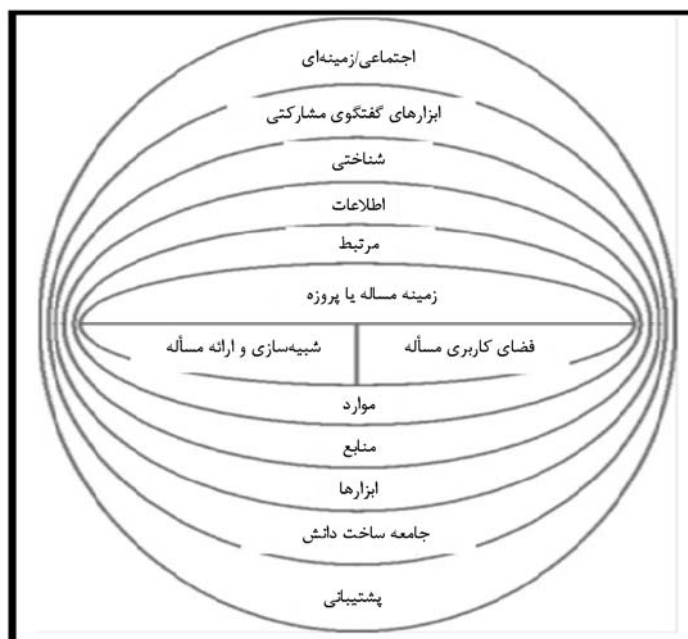 اجتماعی/زمینه‌ای
ابزارهای گفتگوی مشارکتی
شناختی
اطلاعات
مرتبط
زمینه مساله یا پروزه
فضای کاربری مسأله
شبیه‌سازی و ارائه مسأله
موارد
منابع
ابزارها
جامعه ساخت دانش
پشتیبانی